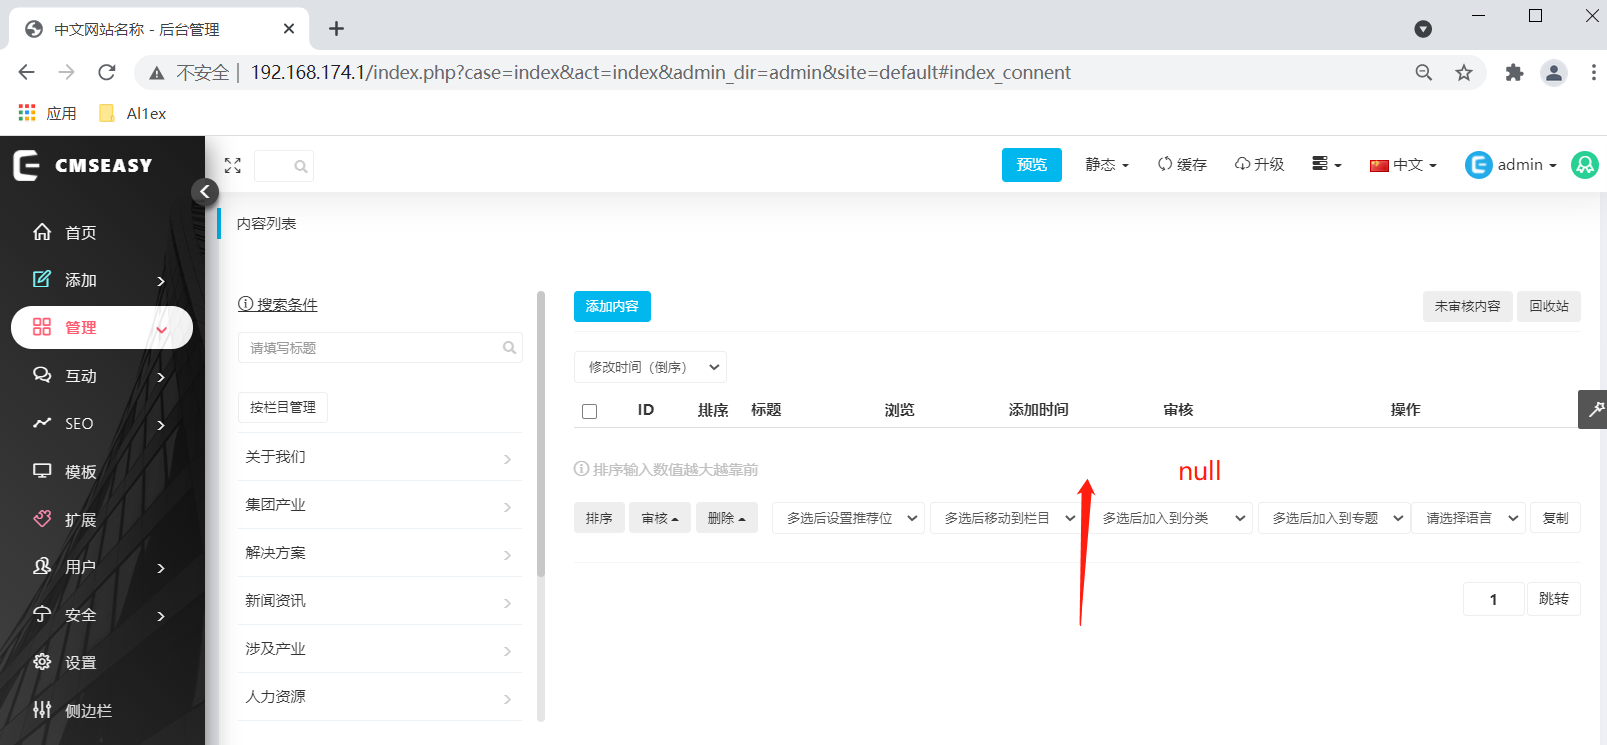 中文网站名称 - 后台管理
不安全 | 192.168.174.1/index.php?case=index&act=index&admin_dir=admin&site=default#index_connent
应用 Al1ex
CMSEASY
预览 静态 缓存 升级 中文 admin
首页
添加
管理
互动
SEO
模板
扩展
用户
安全
设置
侧边栏
内容列表
搜索条件
请填写标题
按栏目管理
关于我们
集团产业
解决方案
新闻资讯
涉及产业
人力资源
添加内容 未审核内容 回收站
修改时间（倒序）
ID 排序 标题 浏览 添加时间 审核 操作
排序输入数值越大越靠前
null
排序 审核 删除 多选后设置推荐位 多选后移动到栏目 多选后加入到分类 多选后加入到专题 请选择语言 复制
1 跳转